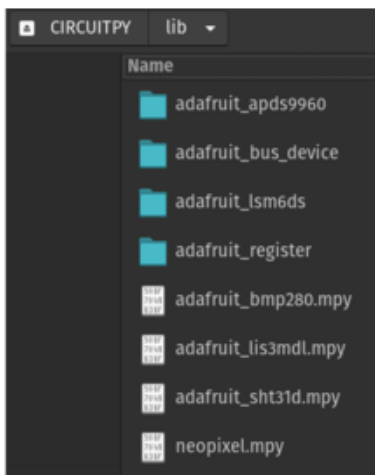 CIRCUITPY lib
Name
adafruit_apds9960
adafruit_bus_device
adafruit_lsm6ds
adafruit_register
adafruit_bmp280.mpy
adafruit_lis3mdl.mpy
adafruit_sht31d.mpy
neopixel.mpy